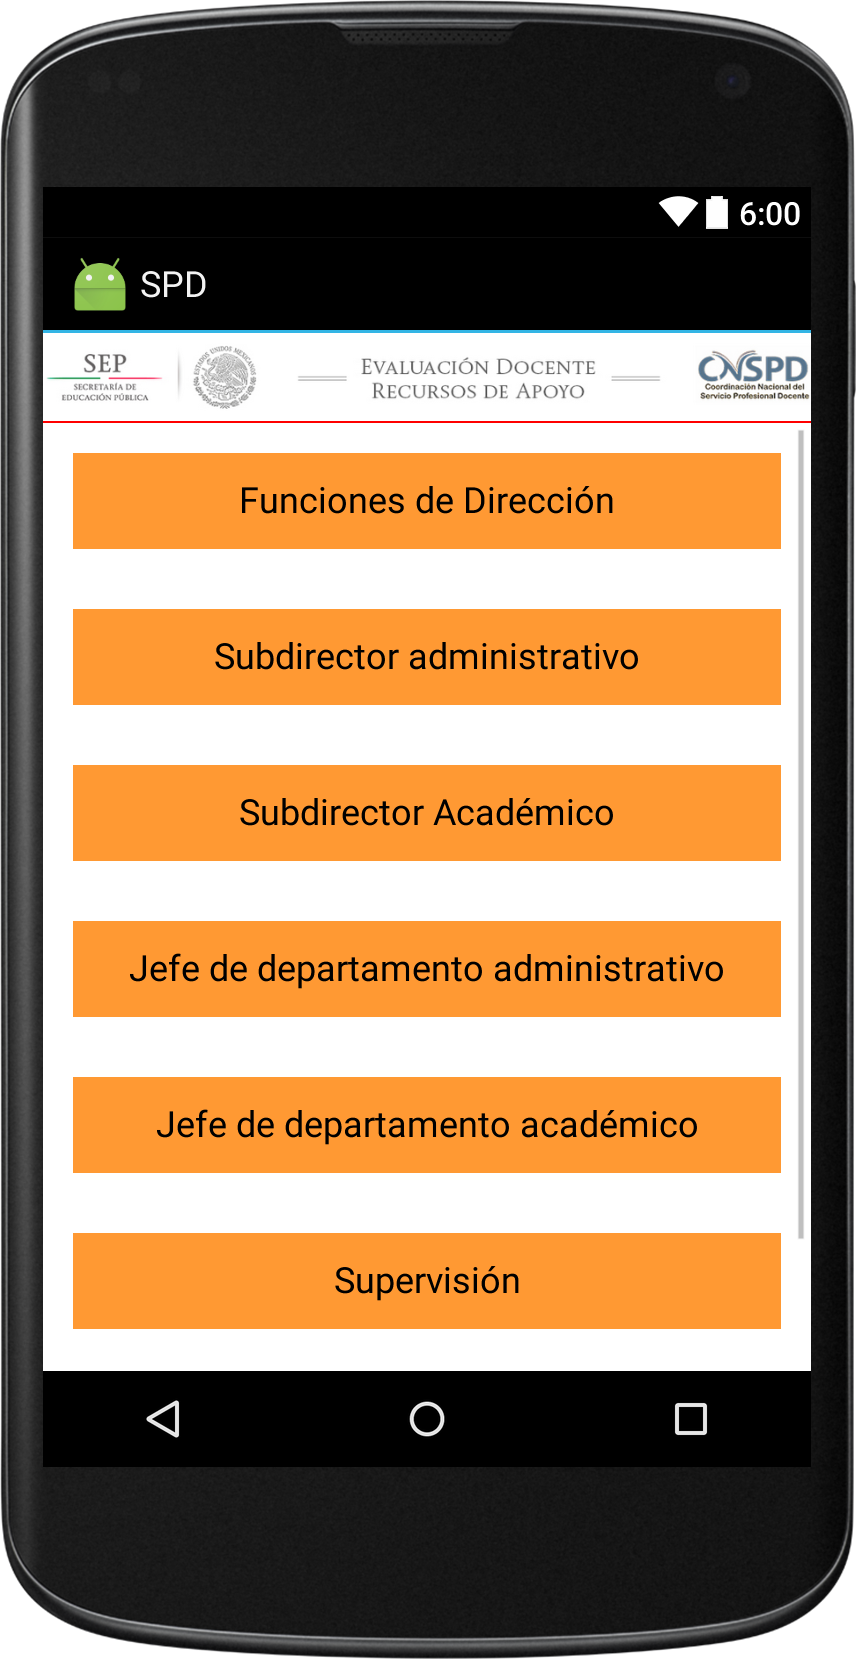 6:00
SPD
SEP
SECRETARÍA DE
EDUCACIÓN PÚBLICA
ESTADOS UNIDOS MEXICANOS
EVALUACIÓN DOCENTE
RECURSOS DE APOYO
CNSPD
Coordinación Nacional del
Servicio Profesional Docente
Funciones de Dirección
Subdirector administrativo
Subdirector Académico
Jefe de departamento administrativo
Jefe de departamento académico
Supervisión